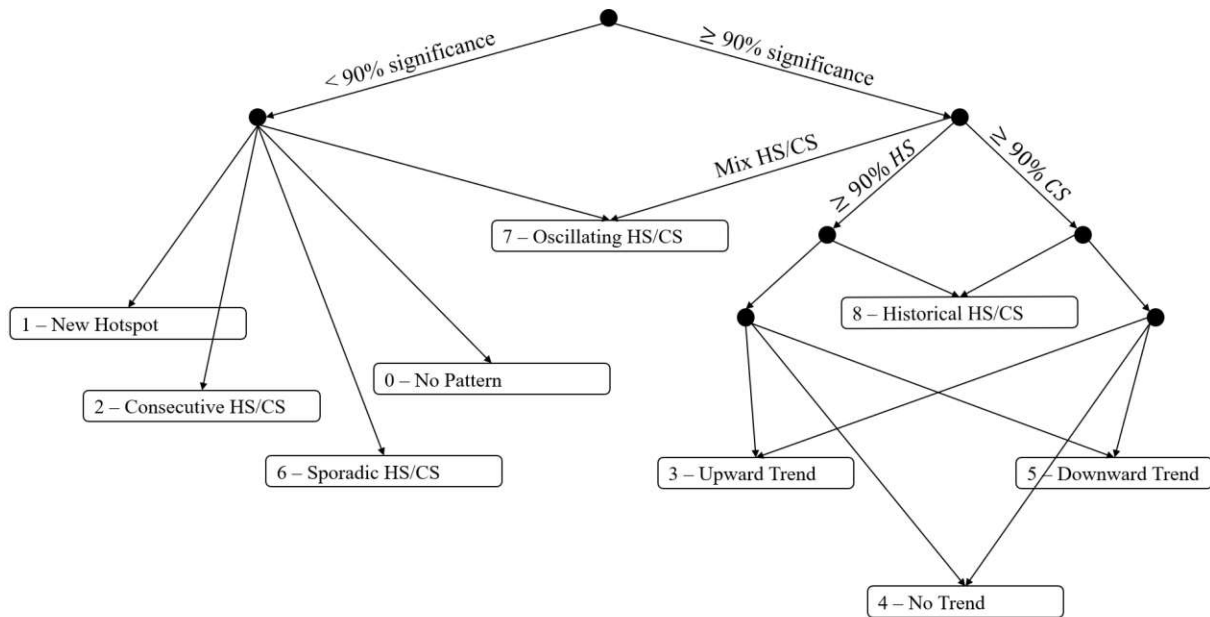 < 90% significance
≥ 90% significance
Mix HS/CS
≥ 90% HS
≥ 90% CS
7 – Oscillating HS/CS
8 – Historical HS/CS
1 – New Hotspot
0 – No Pattern
2 – Consecutive HS/CS
6 – Sporadic HS/CS
3 – Upward Trend
5 – Downward Trend
4 – No Trend